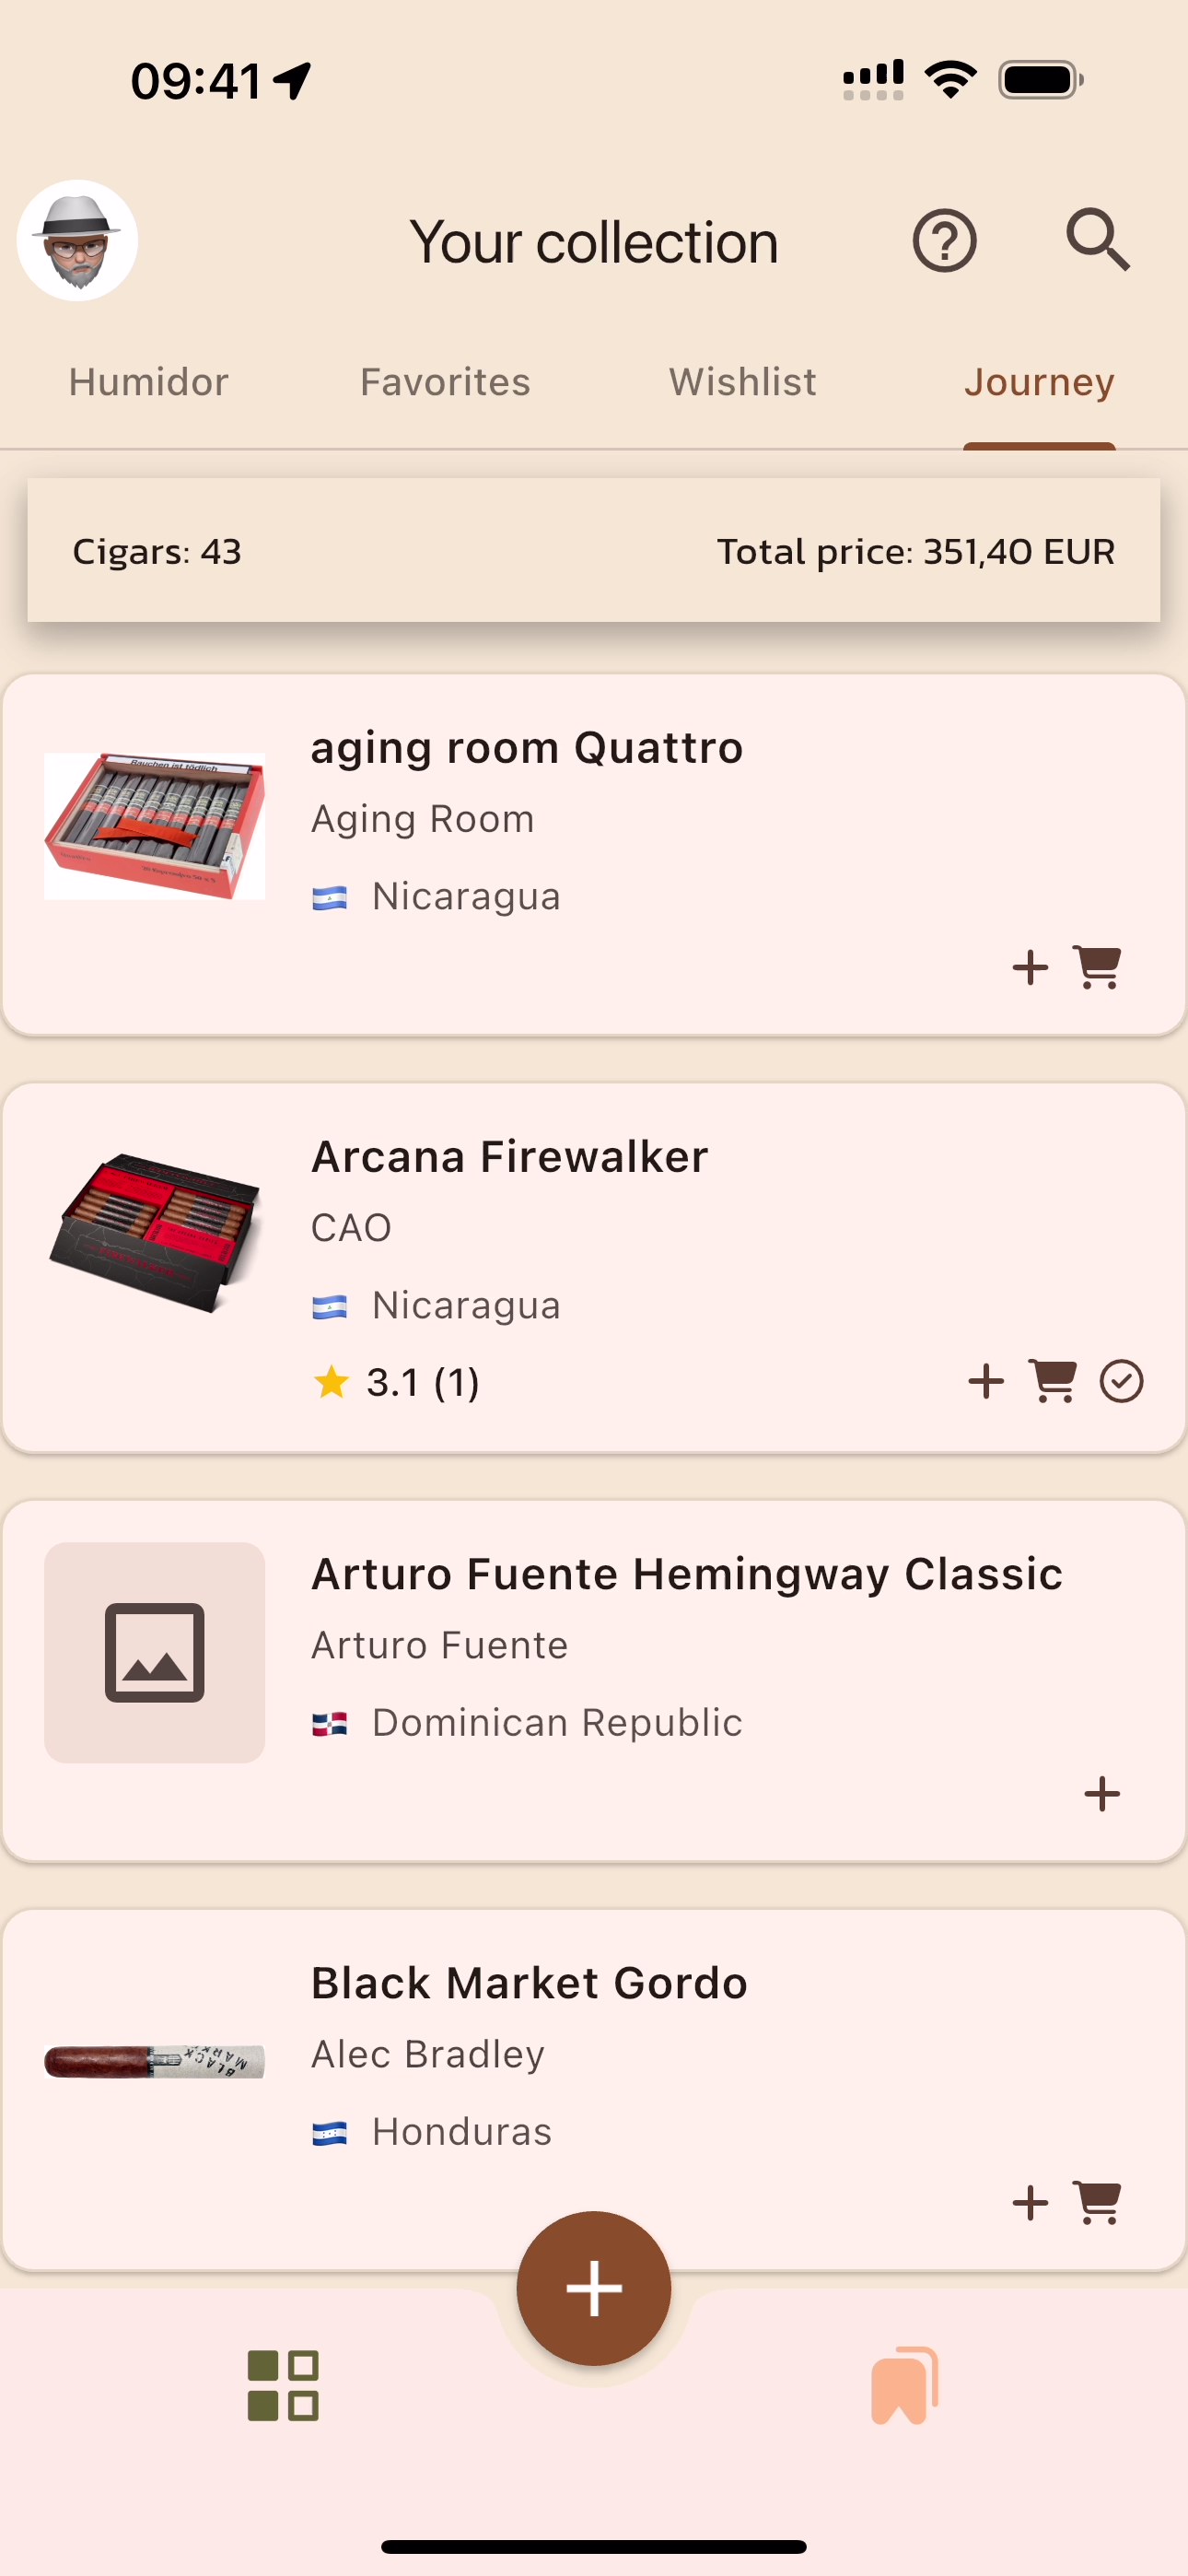 09:41
Your collection
Humidor Favorites Wishlist Journey
Cigars: 43 Total price: 351,40 EUR
aging room Quattro
Rauchen ist tödlich
Aging Room
Nicaragua
Arcana Firewalker
CAO
Nicaragua
3.1 (1)
Arturo Fuente Hemingway Classic
Arturo Fuente
Dominican Republic
Black Market Gordo
Alec Bradley
BLACK
MARK
Honduras